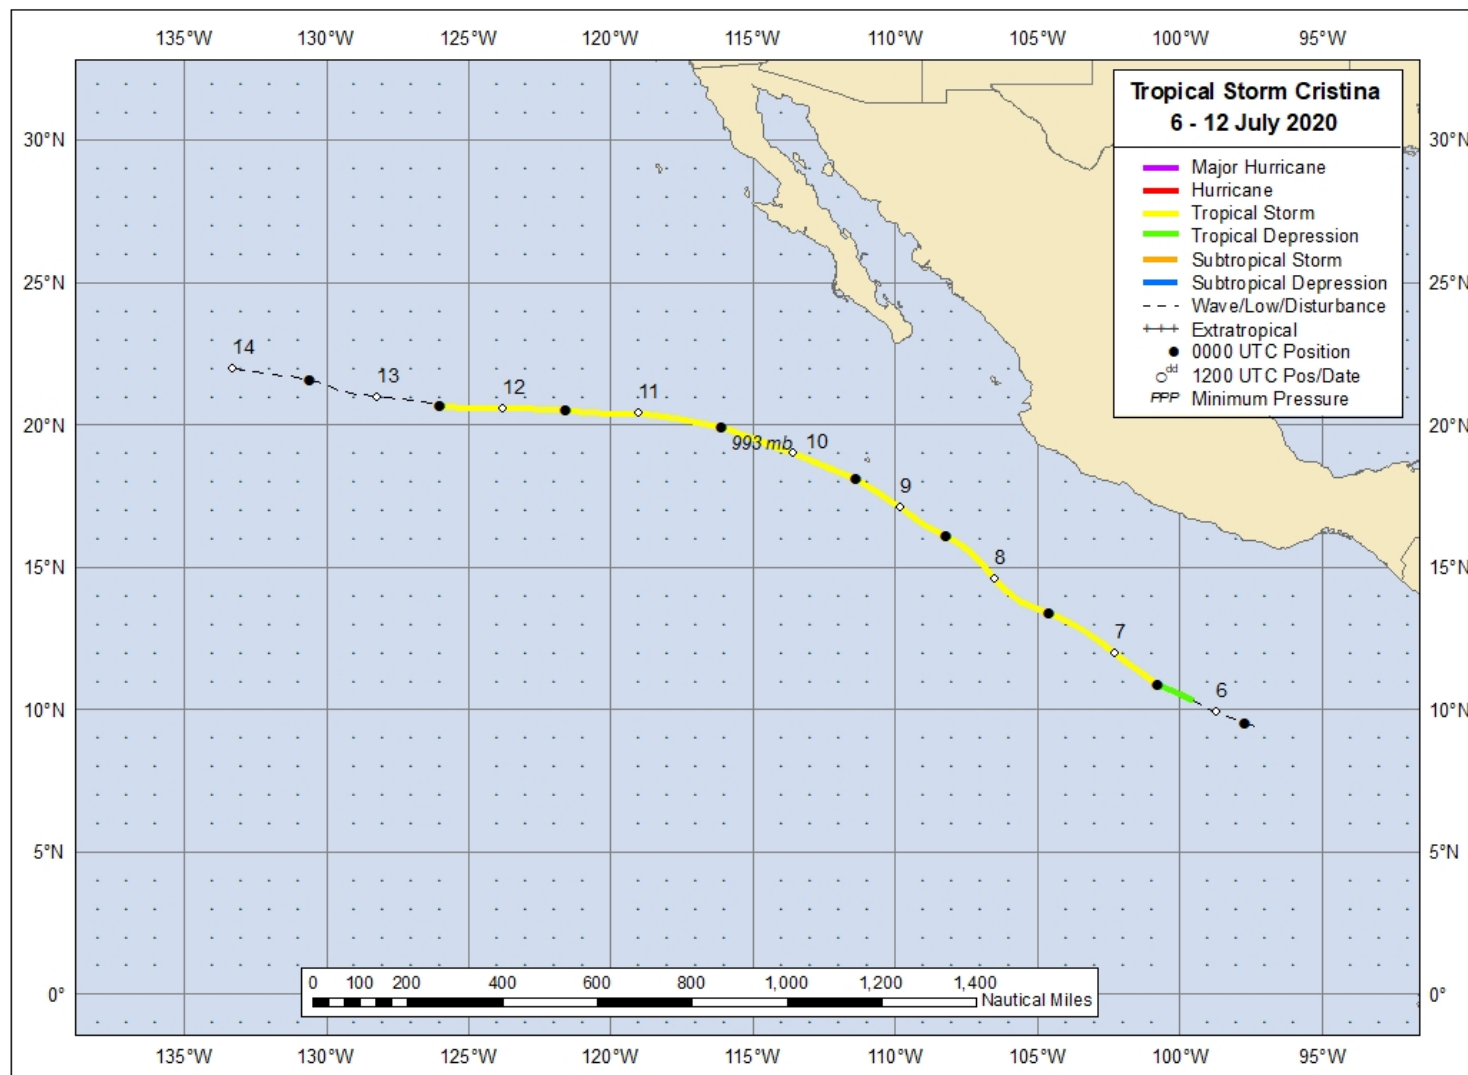 135°W 130°W 125°W 120°W 115°W 110°W 105°W 100°W 95°W
Tropical Storm Cristina
6 - 12 July 2020
30°N 30°N
Major Hurricane
Hurricane
Tropical Storm
Tropical Depression
Subtropical Storm
25°N Subtropical Depression 25°N
Wave/Low/Disturbance
Extratropical
14
0000 UTC Position
13 dd 1200 UTC Pos/Date
12 11 PPP Minimum Pressure
20°N 20°N
993 mb 10
9
8
15°N 15°N
7
6
10°N 10°N
5°N 5°N
0 100 200 400 600 800 1,000 1,200 1,400
0° Nautical Miles 0°
135°W 130°W 125°W 120°W 115°W 110°W 105°W 100°W 95°W